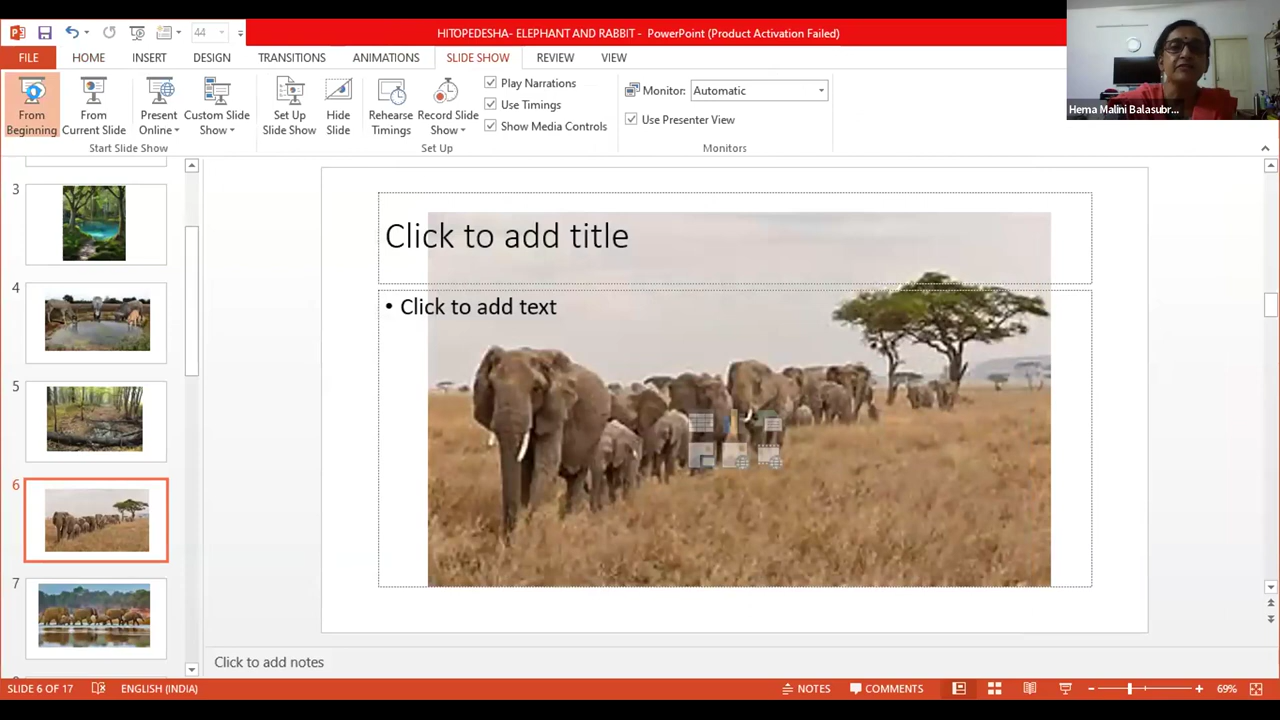 44
HITOPEDESHA- ELEPHANT AND RABBIT - PowerPoint (Product Activation Failed)
FILE HOME INSERT DESIGN TRANSITIONS ANIMATIONS SLIDE SHOW REVIEW VIEW
From Beginning
From Current Slide
Present Online
Custom Slide Show
Start Slide Show
Set Up Slide Show
Hide Slide
Rehearse Timings
Record Slide Show
Play Narrations
Use Timings
Show Media Controls
Set Up
Monitor: Automatic
Use Presenter View
Monitors
Hema Malini Balasubr...
3
4
5
6
7
Click to add title
• Click to add text
Click to add notes
SLIDE 6 OF 17 ENGLISH (INDIA) NOTES COMMENTS 69%